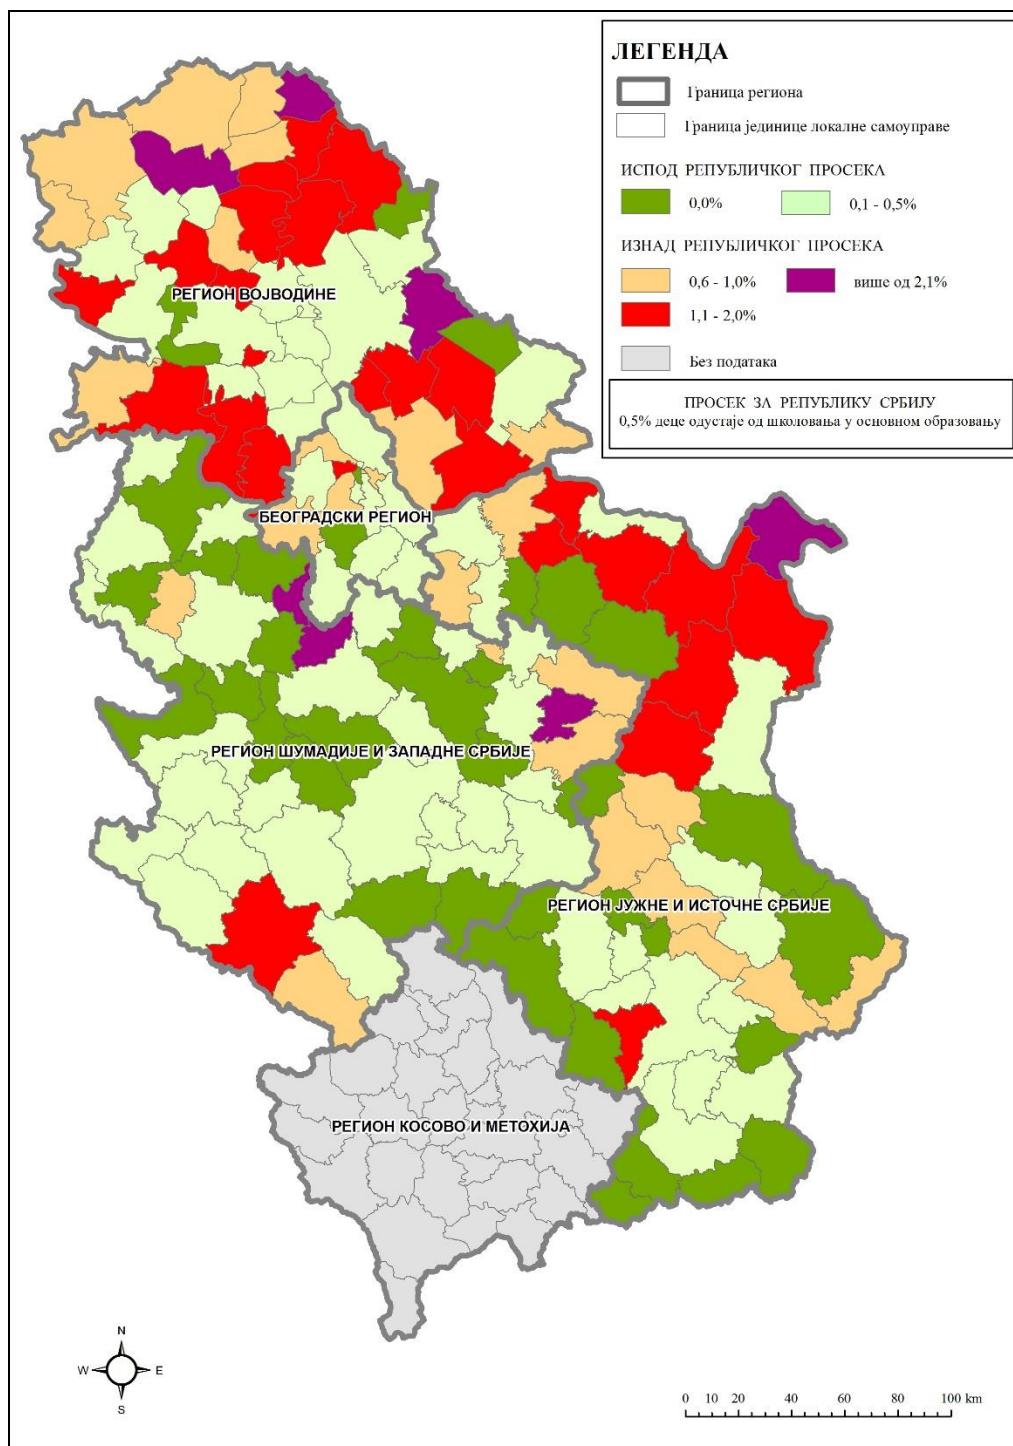 ЛЕГЕНДА
Граница региона
Граница јединице локалне самоуправе
ИСПОД РЕПУБЛИЧКОГ ПРОСЕКА
0,0%
0,1 - 0,5%
ИЗНАД РЕПУБЛИЧКОГ ПРОСЕКА
0,6 - 1,0%
више од 2,1%
1,1 - 2,0%
Без података
ПРОСЕК ЗА РЕПУБЛИКУ СРБИЈУ
0,5% деце одустаје од школовања у основном образовању
РЕГИОН ВОЈВОДИНЕ
БЕОГРАДСКИ РЕГИОН
РЕГИОН ШУМАДИЈЕ И ЗАПАДНЕ СРБИЈЕ
РЕГИОН ЈУЖНЕ И ИСТОЧНЕ СРБИЈЕ
РЕГИОН КОСОВО И МЕТОХИЈА
N
W E
S
0 10 20 40 60 80 100 km